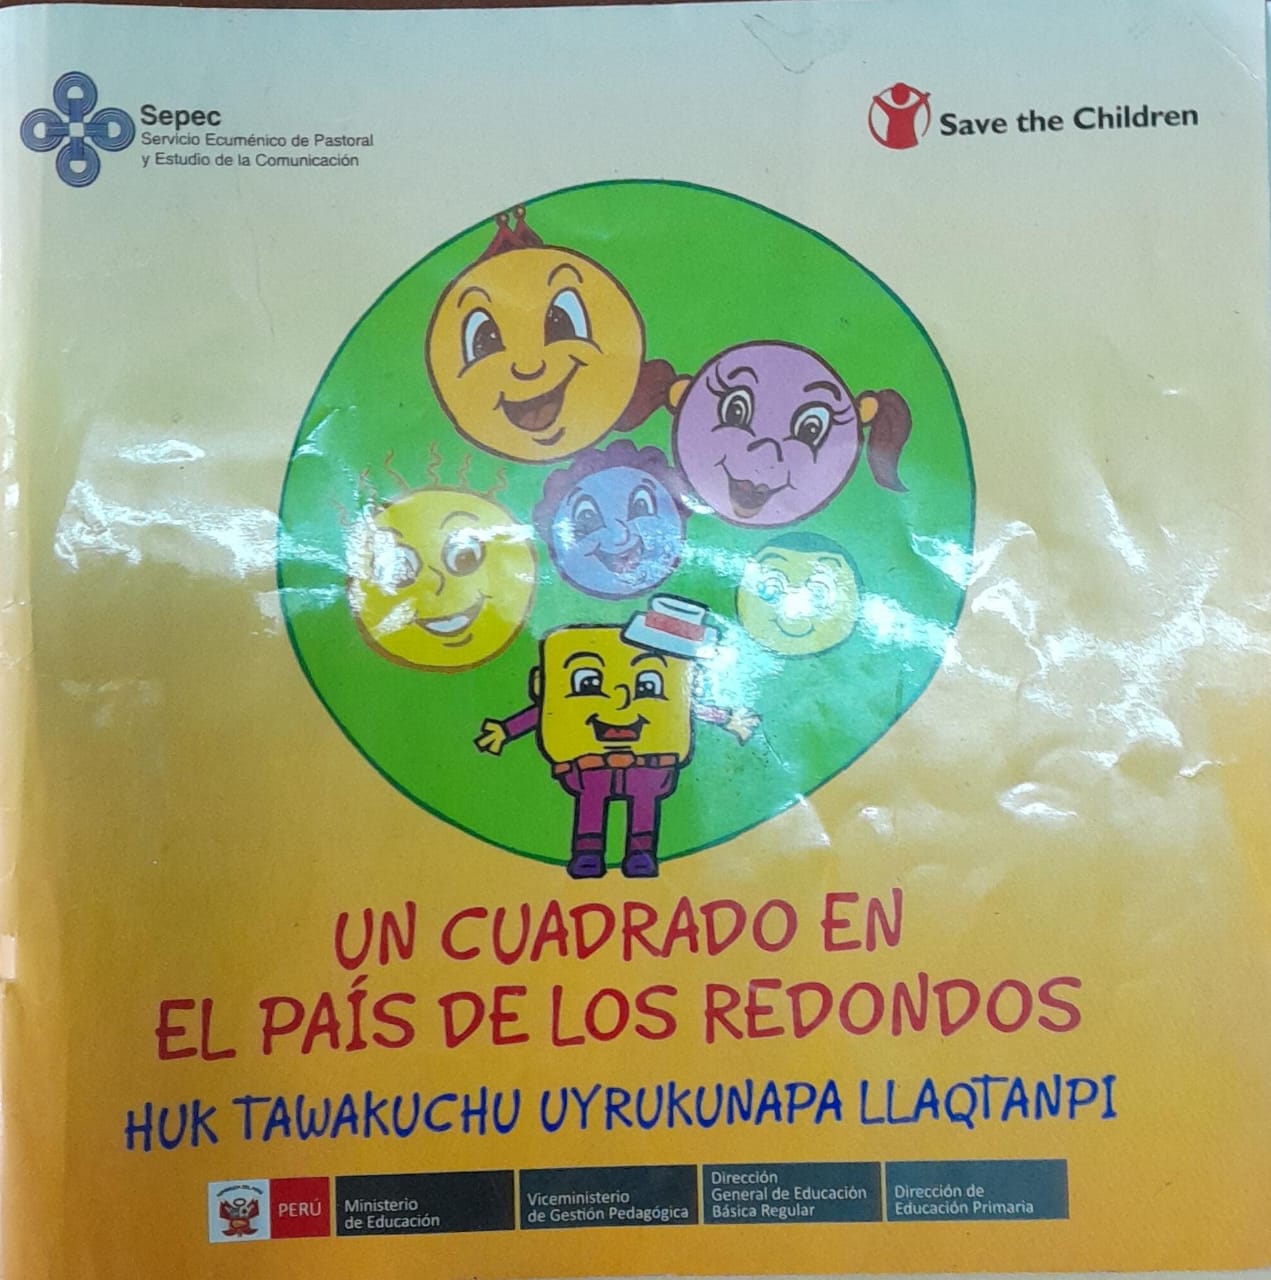 Sepec
Servicio Ecuménico de Pastoral
y Estudio de la Comunicación
Save the Children
UN CUADRADO EN
EL PAÍS DE LOS REDONDOS
HUK TAWAKUCHU UYRUKUNAPA LLAQTANPI
PERÚ
Ministerio
de Educación
Viceministerio
de Gestión Pedagógica
Dirección
General de Educación
Básica Regular
Dirección de
Educación Primaria